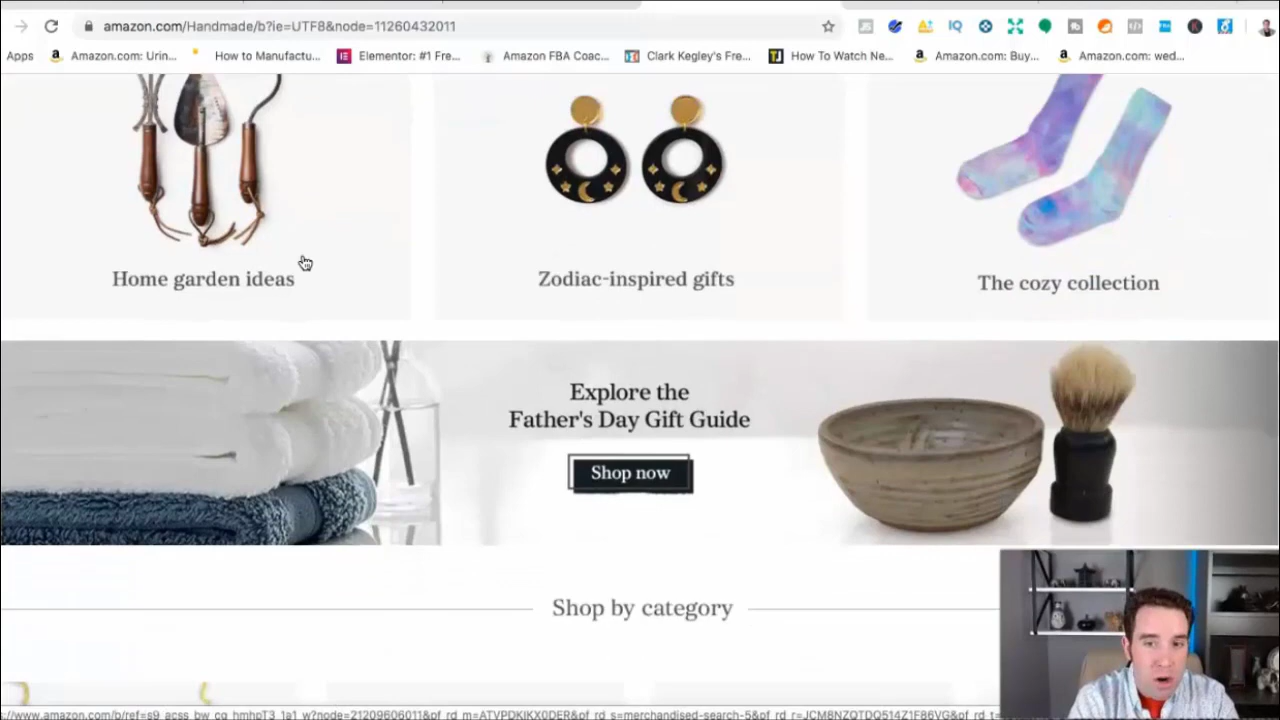 amazon.com/Handmade/b?ie=UTF8&node=11260432011
Apps Amazon.com: Urin... How to Manufactu... Elementor: #1 Fre... Amazon FBA Coac... Clark Kegley's Fre... How To Watch Ne... Amazon.com: Buy,... Amazon.com: wed...
Home garden ideas
Zodiac-inspired gifts
The cozy collection
Explore the
Father's Day Gift Guide
Shop now
Shop by category